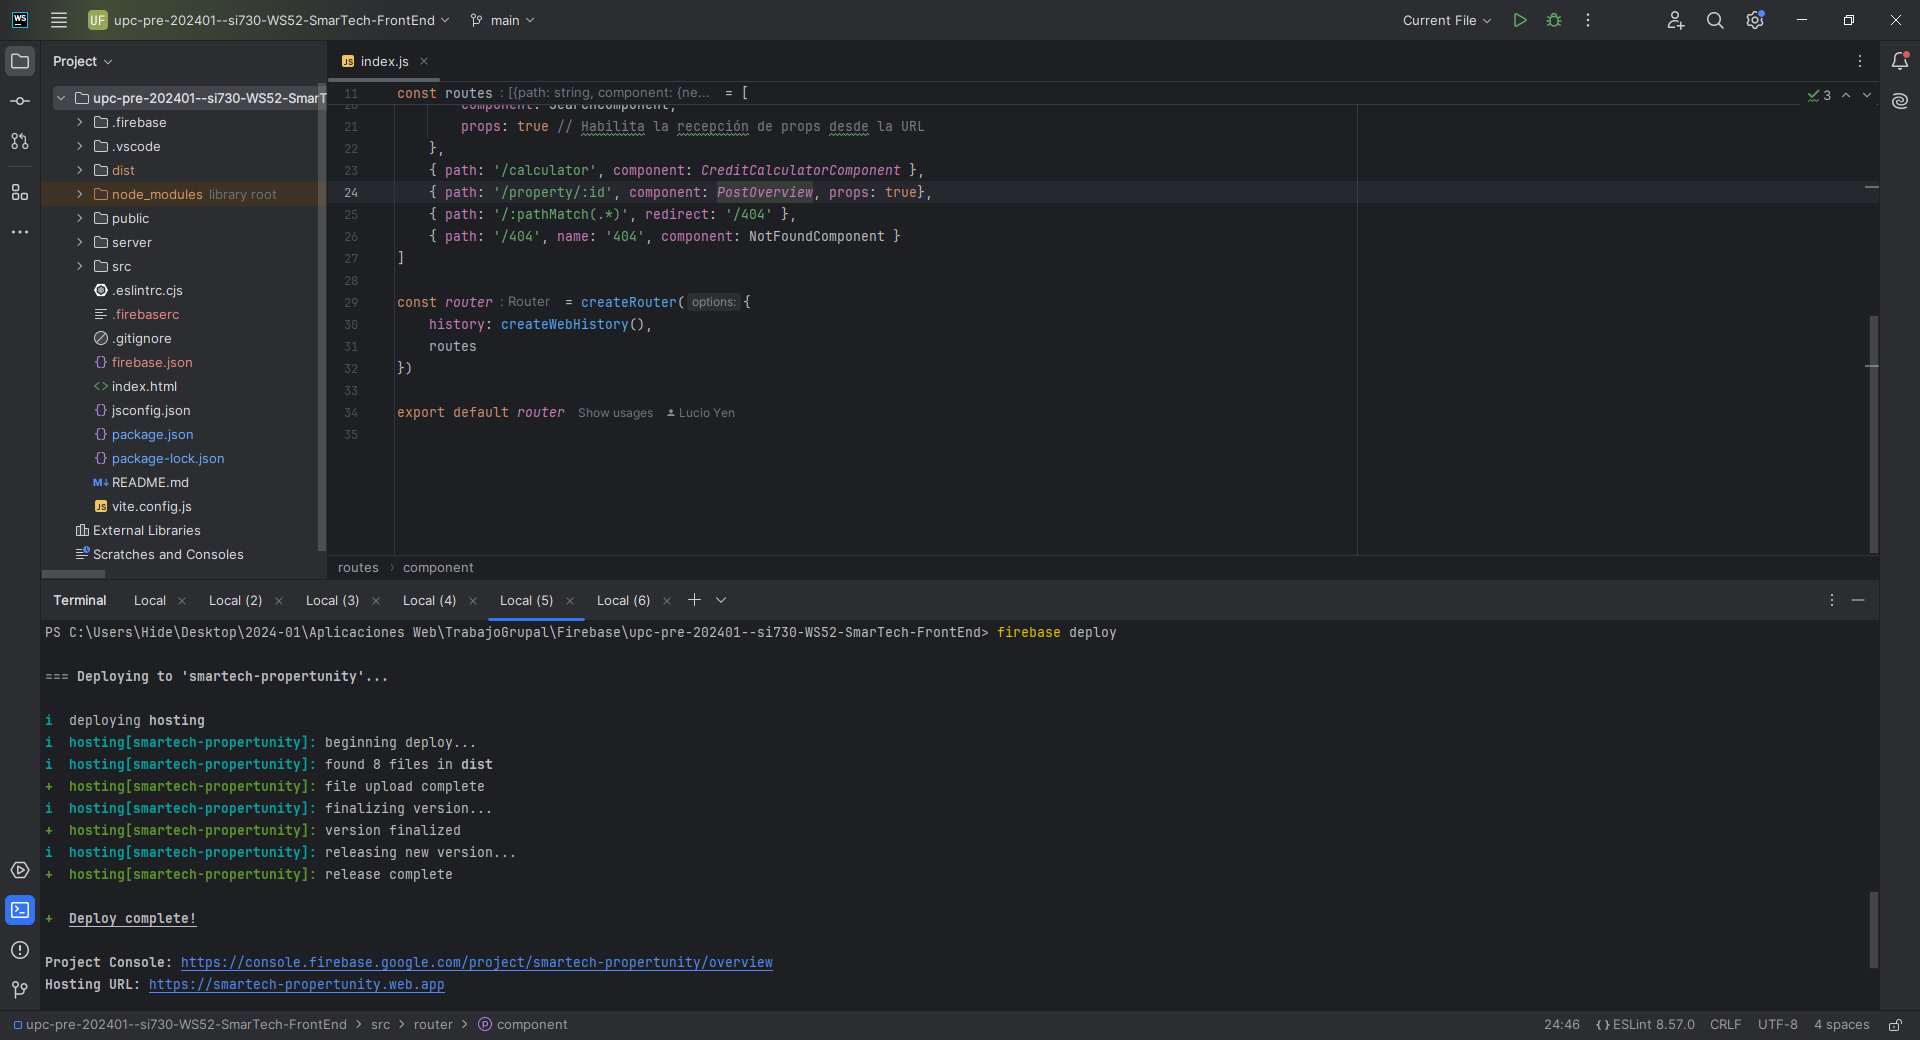 WS UF upc-pre-202401--si730-WS52-SmarTech-FrontEnd main Current File
Project
index.js
upc-pre-202401--si730-WS52-SmarT
.firebase
.vscode
dist
node_modules library root
public
server
src
.eslintrc.cjs
.firebaserc
.gitignore
firebase.json
index.html
jsconfig.json
package.json
package-lock.json
README.md
vite.config.js
External Libraries
Scratches and Consoles
11 const routes : [{path: string, component: {ne... = [
3
20 component: SearchComponent,
21 props: true // Habilita la recepción de props desde la URL
22 },
23 { path: '/calculator', component: CreditCalculatorComponent },
24 { path: '/property/:id', component: PostOverview, props: true},
25 { path: '/:pathMatch(.*)', redirect: '/404' },
26 { path: '/404', name: '404', component: NotFoundComponent }
27 ]
28
29 const router : Router = createRouter( options: {
30 history: createWebHistory(),
31 routes
32 })
33
34 export default router Show usages Lucio Yen
35
routes > component
Terminal Local Local (2) Local (3) Local (4) Local (5) Local (6)
PS C:\Users\Hide\Desktop\2024-01\Aplicaciones Web\TrabajoGrupal\Firebase\upc-pre-202401--si730-WS52-SmarTech-FrontEnd> firebase deploy
=== Deploying to 'smartech-propertunity'...
i deploying hosting
i hosting[smartech-propertunity]: beginning deploy...
i hosting[smartech-propertunity]: found 8 files in dist
+ hosting[smartech-propertunity]: file upload complete
i hosting[smartech-propertunity]: finalizing version...
+ hosting[smartech-propertunity]: version finalized
i hosting[smartech-propertunity]: releasing new version...
+ hosting[smartech-propertunity]: release complete
+ Deploy complete!
Project Console: https://console.firebase.google.com/project/smartech-propertunity/overview
Hosting URL: https://smartech-propertunity.web.app
upc-pre-202401--si730-WS52-SmarTech-FrontEnd > src > router > component
24:46 {} ESLint 8.57.0 CRLF UTF-8 4 spaces